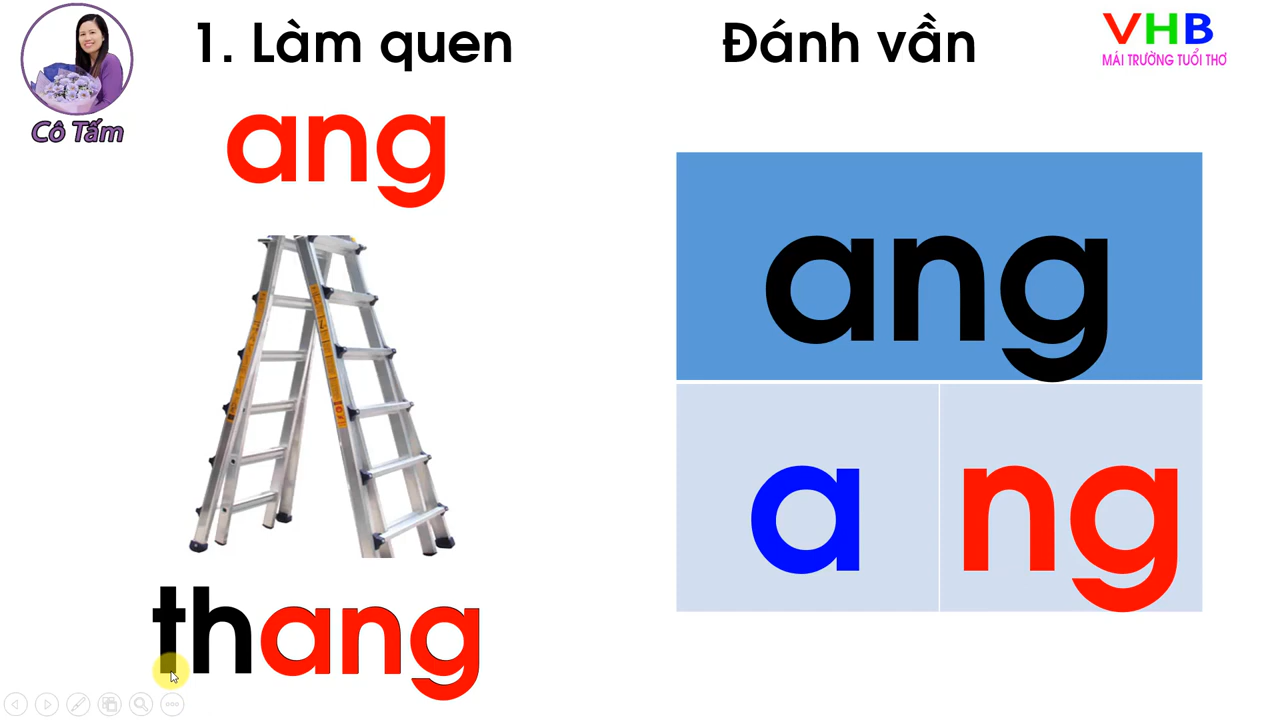 1. Làm quen
Đánh vần
VHB
MÁI TRƯỜNG TUỔI THƠ
Cô Tấm
ang
ang
a ng
thang